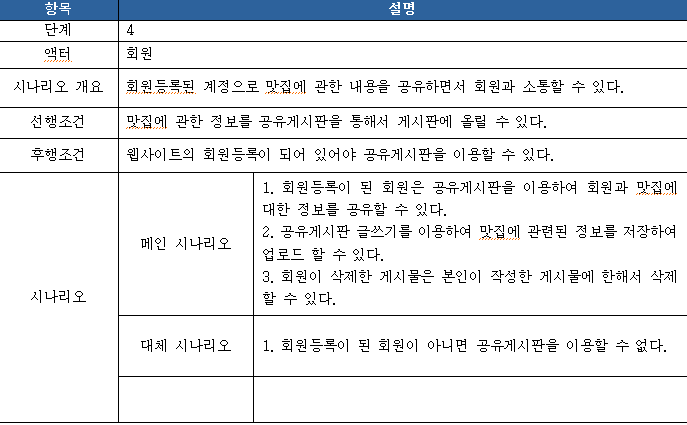 항목 설명
단계 4
액터 회원
시나리오 개요 회원등록된 계정으로 맛집에 관한 내용을 공유하면서 회원과 소통할 수 있다.
선행조건 맛집에 관한 정보를 공유게시판을 통해서 게시판에 올릴 수 있다.
후행조건 웹사이트의 회원등록이 되어 있어야 공유게시판을 이용할 수 있다.
시나리오
메인 시나리오
1. 회원등록이 된 회원은 공유게시판을 이용하여 회원과 맛집에
대한 정보를 공유할 수 있다.
2. 공유게시판 글쓰기를 이용하여 맛집에 관련된 정보를 저장하여
업로드 할 수 있다.
3. 회원이 삭제한 게시물은 본인이 작성한 게시물에 한해서 삭제
할 수 있다.
대체 시나리오 1. 회원등록이 된 회원이 아니면 공유게시판을 이용할 수 없다.